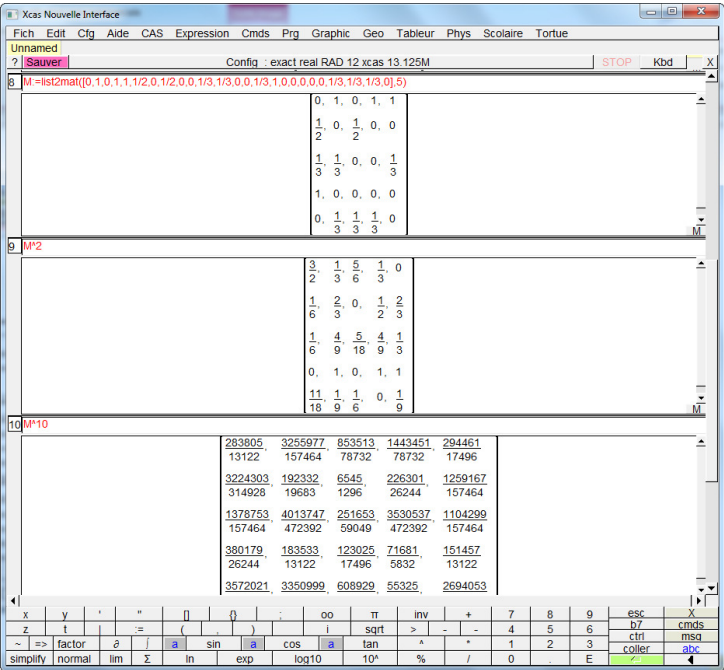 Xcas Nouvelle Interface
Fich Edit Cfg Aide CAS Expression Cmds Prg Graphic Geo Tableur Phys Scolaire Tortue
Unnamed
? Sauver Config : exact real RAD 12 xcas 13.125M STOP Kbd X
8 M:=list2mat([0,1,0,1,1,1/2,0,1/2,0,0,1/3,1/3,0,0,1/3,1,0,0,0,0,0,1/3,1/3,1/3,0],5)
0, 1, 0, 1, 1
1/2, 0, 1/2, 0, 0
1/3, 1/3, 0, 0, 1/3
1, 0, 0, 0, 0
0, 1/3, 1/3, 1/3, 0
M
9 M^2
3/2, 1/3, 5/6, 1/3, 0
1/6, 2/3, 0, 1/2, 2/3
1/6, 4/9, 5/18, 4/9, 1/3
0, 1, 0, 1, 1
11/18, 1/9, 1/6, 0, 1/9
M
10 M^10
283805/13122, 3255977/157464, 853513/78732, 1443451/78732, 294461/17496
3224303/314928, 192332/19683, 6545/1296, 226301/26244, 1259167/157464
1378753/157464, 4013747/472392, 251653/59049, 3530537/472392, 1104299/157464
380179/26244, 183533/13122, 123025/17496, 71681/5832, 151457/13122
3572021, 3350999, 608929, 55325, 2694053
x y ' " [] {} : oo π inv + 7 8 9 esc X
z t | := ( , ) i sqrt > - - 4 5 6 b7 cmds
~ => factor ∂ ∫ a sin a cos a tan ^ * 1 2 3 ctrl msg
coller abc
simplify normal lim Σ ln exp log10 10^ % / 0 . E